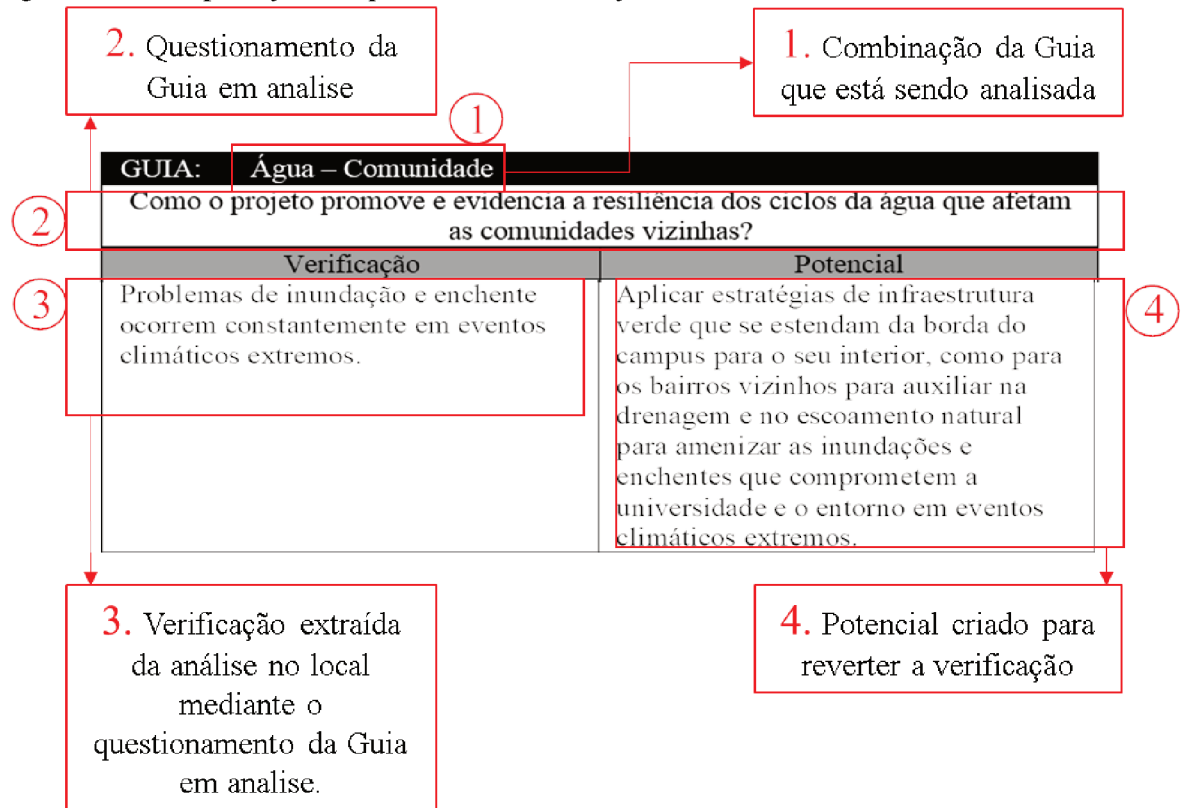 2. Questionamento da
Guia em analise
1. Combinação da Guia
que está sendo analisada
1
GUIA: Água – Comunidade
2
Como o projeto promove e evidencia a resiliência dos ciclos da água que afetam
as comunidades vizinhas?
Verificação
Potencial
3
Problemas de inundação e enchente
ocorrem constantemente em eventos
climáticos extremos.
4
Aplicar estratégias de infraestrutura
verde que se estendam da borda do
campus para o seu interior, como para
os bairros vizinhos para auxiliar na
drenagem e no escoamento natural
para amenizar as inundações e
enchentes que comprometem a
universidade e o entorno em eventos
climáticos extremos.
3. Verificação extraída
da análise no local
mediante o
questionamento da Guia
em analise.
4. Potencial criado para
reverter a verificação